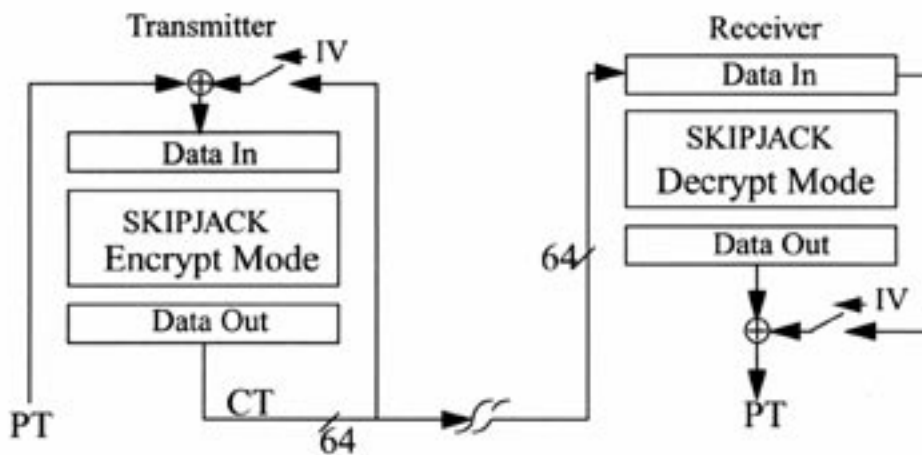 Transmitter
IV
Data In
SKIPJACK
Encrypt Mode
Data Out
PT
CT
64
Receiver
Data In
SKIPJACK
Decrypt Mode
64
Data Out
IV
PT